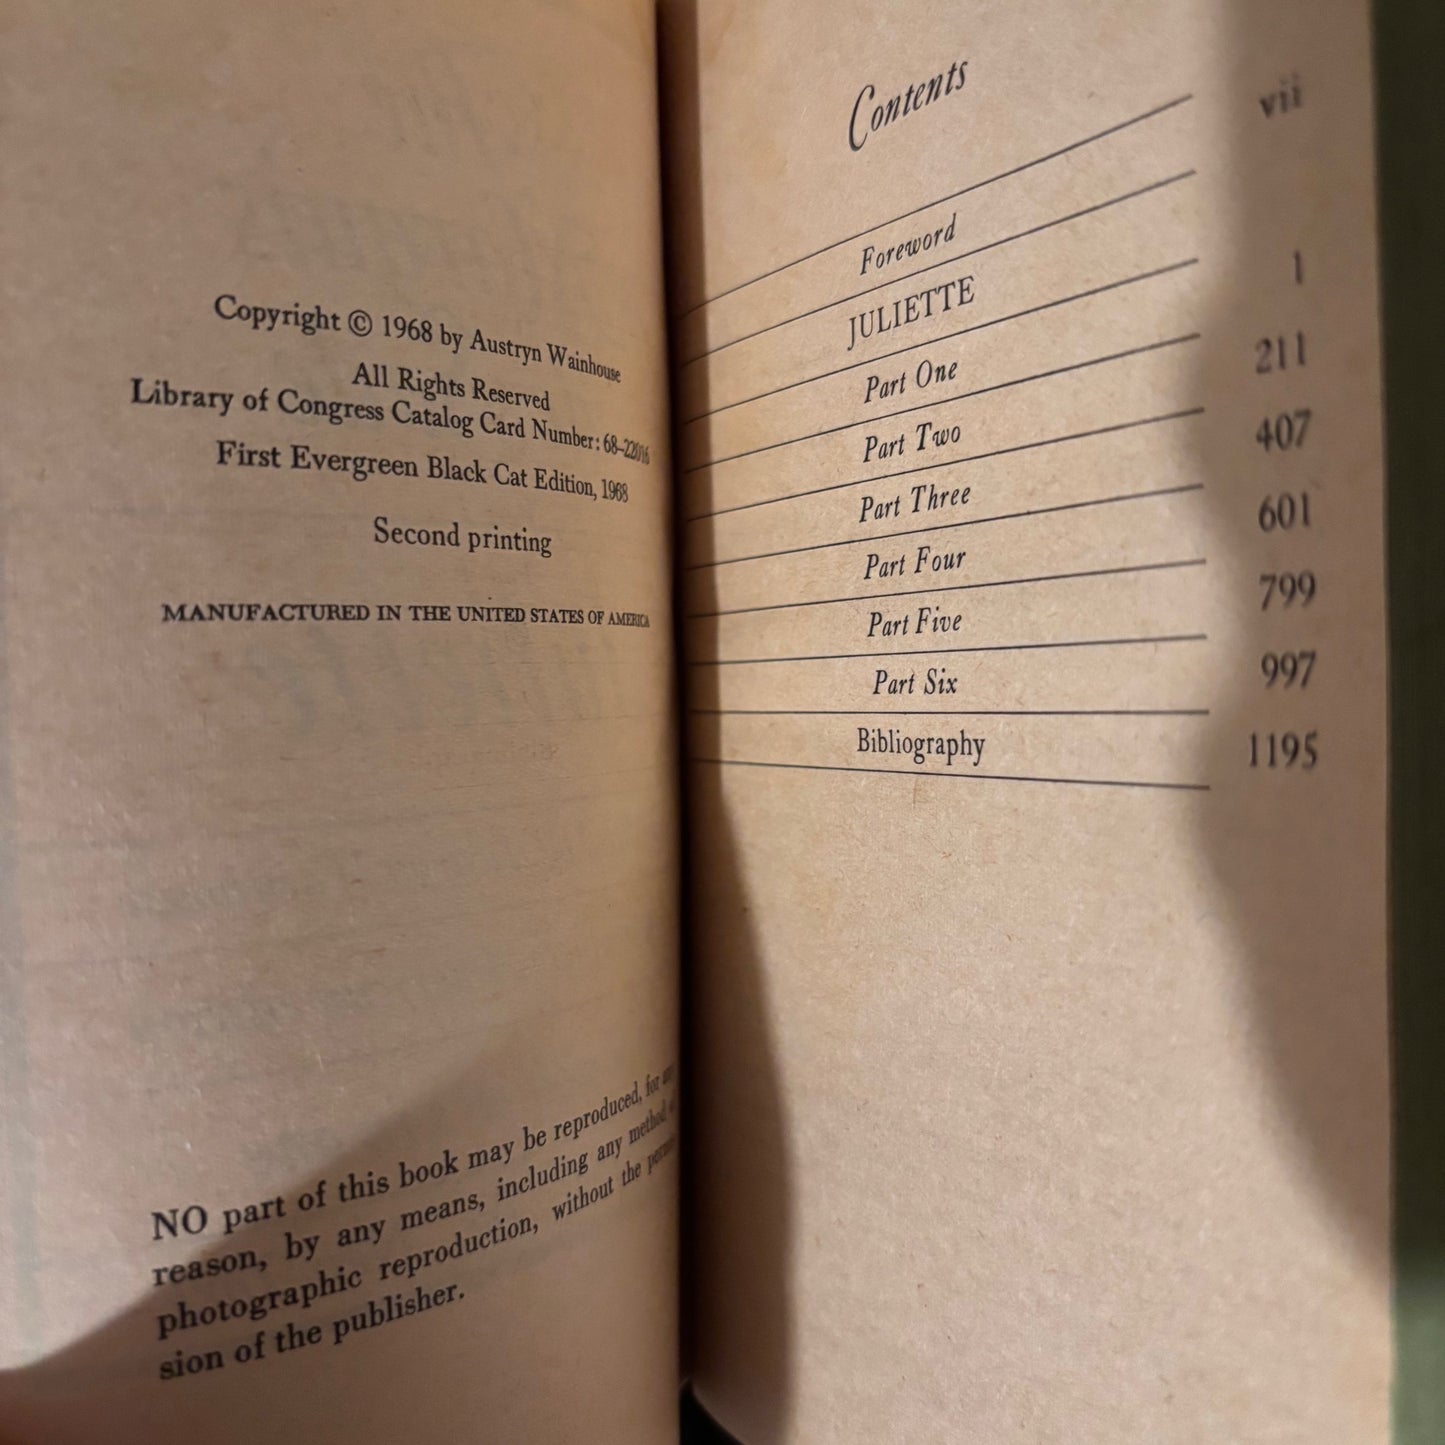 Copyright © 1968 by Austryn Wainhouse
All Rights Reserved
Library of Congress Catalog Card Number: 68–22016
First Evergreen Black Cat Edition, 1968
Second printing
MANUFACTURED IN THE UNITED STATES OF AMERICA
NO part of this book may be reproduced, for any
reason, by any means, including any method of
photographic reproduction, without the permis-
sion of the publisher.
Contents
Foreword vii
JULIETTE
Part One 1
Part Two 211
Part Three 407
Part Four 601
Part Five 799
Part Six 997
Bibliography 1195